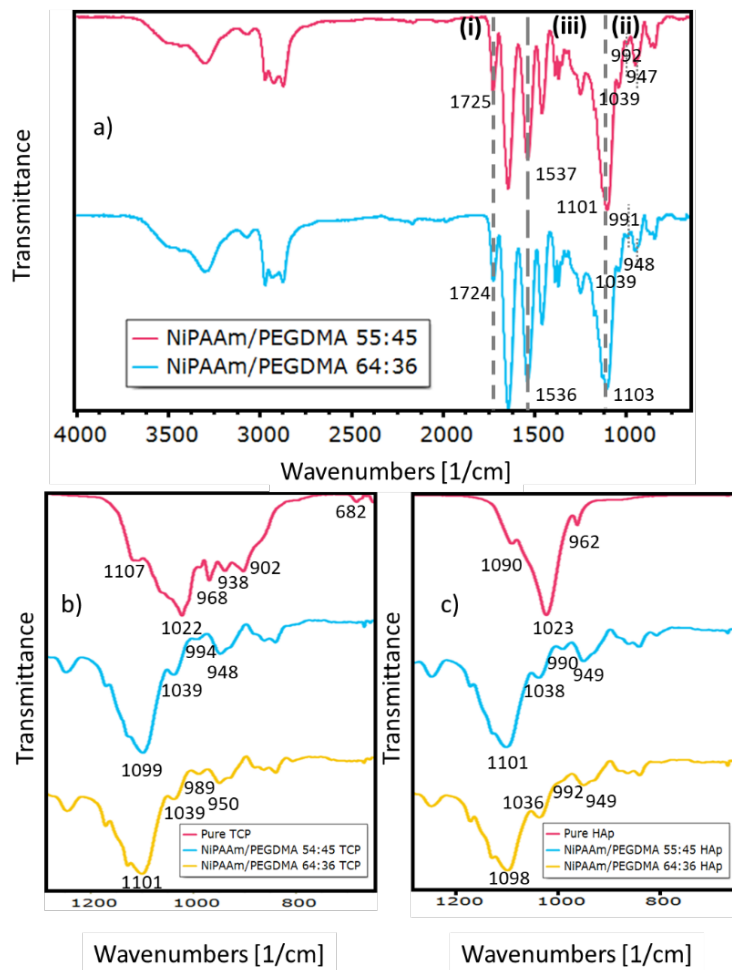 (i) (iii) (ii)
992
947
1725 1039
a)
1537
1101
991
948
1724 1039
1536 1103
Transmittance
NiPAAm/PEGDMA 55:45
NiPAAm/PEGDMA 64:36
4000 3500 3000 2500 2000 1500 1000
Wavenumbers [1/cm]
682
1107 902
938
968
b)
1022
994
948
1039
1099
989
950
1039
1101
Transmittance
Pure TCP
NiPAAm/PEGDMA 54:45 TCP
NiPAAm/PEGDMA 64:36 TCP
1200 1000 800
Wavenumbers [1/cm]
962
1090
c)
1023
990
949
1038
1101
992
1036 949
1098
Transmittance
Pure HAp
NiPAAm/PEGDMA 55:45 HAp
NiPAAm/PEGDMA 64:36 HAp
1200 1000 800
Wavenumbers [1/cm]